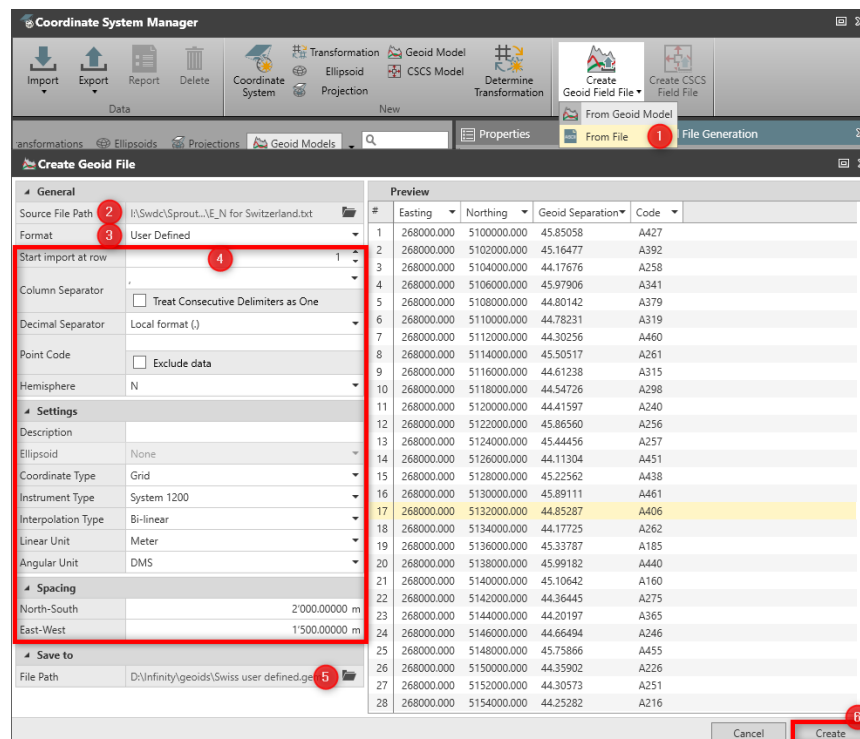 Coordinate System Manager
Import
Export
Report
Delete
Data
Coordinate System
Transformation
Ellipsoid
Projection
Geoid Model
CSCS Model
Determine Transformation
New
Create Geoid Field File
Create CSCS Field File
From Geoid Model
From File
1
ansformations
Ellipsoids
Projections
Geoid Models
Properties
File Generation
Create Geoid File
General
Source File Path 2 I:\Swdc\Sprout...\E_N for Switzerland.txt
Format 3 User Defined
Start import at row 4 1
Column Separator ,
Treat Consecutive Delimiters as One
Decimal Separator Local format (.)
Point Code
Exclude data
Hemisphere N
Settings
Description
Ellipsoid None
Coordinate Type Grid
Instrument Type System 1200
Interpolation Type Bi-linear
Linear Unit Meter
Angular Unit DMS
Spacing
North-South 2'000.00000 m
East-West 1'500.00000 m
Save to
File Path D:\Infinity\geoids\Swiss user defined.ge 5
Preview
# Easting Northing Geoid Separation Code
1 268000.000 5100000.000 45.85058 A427
2 268000.000 5102000.000 45.16477 A392
3 268000.000 5104000.000 44.17676 A258
4 268000.000 5106000.000 45.97906 A341
5 268000.000 5108000.000 44.80142 A379
6 268000.000 5110000.000 44.78231 A319
7 268000.000 5112000.000 44.30256 A460
8 268000.000 5114000.000 45.50517 A261
9 268000.000 5116000.000 44.61238 A315
10 268000.000 5118000.000 44.54726 A298
11 268000.000 5120000.000 44.41597 A240
12 268000.000 5122000.000 45.86560 A256
13 268000.000 5124000.000 45.44456 A257
14 268000.000 5126000.000 44.11304 A451
15 268000.000 5128000.000 45.22562 A438
16 268000.000 5130000.000 45.89111 A461
17 268000.000 5132000.000 44.85287 A406
18 268000.000 5134000.000 44.17725 A262
19 268000.000 5136000.000 45.33787 A185
20 268000.000 5138000.000 45.99182 A440
21 268000.000 5140000.000 45.10642 A160
22 268000.000 5142000.000 44.36445 A275
23 268000.000 5144000.000 44.20197 A365
24 268000.000 5146000.000 44.66494 A246
25 268000.000 5148000.000 45.75866 A455
26 268000.000 5150000.000 44.35902 A226
27 268000.000 5152000.000 44.30573 A251
28 268000.000 5154000.000 44.25282 A216
6
Cancel
Create